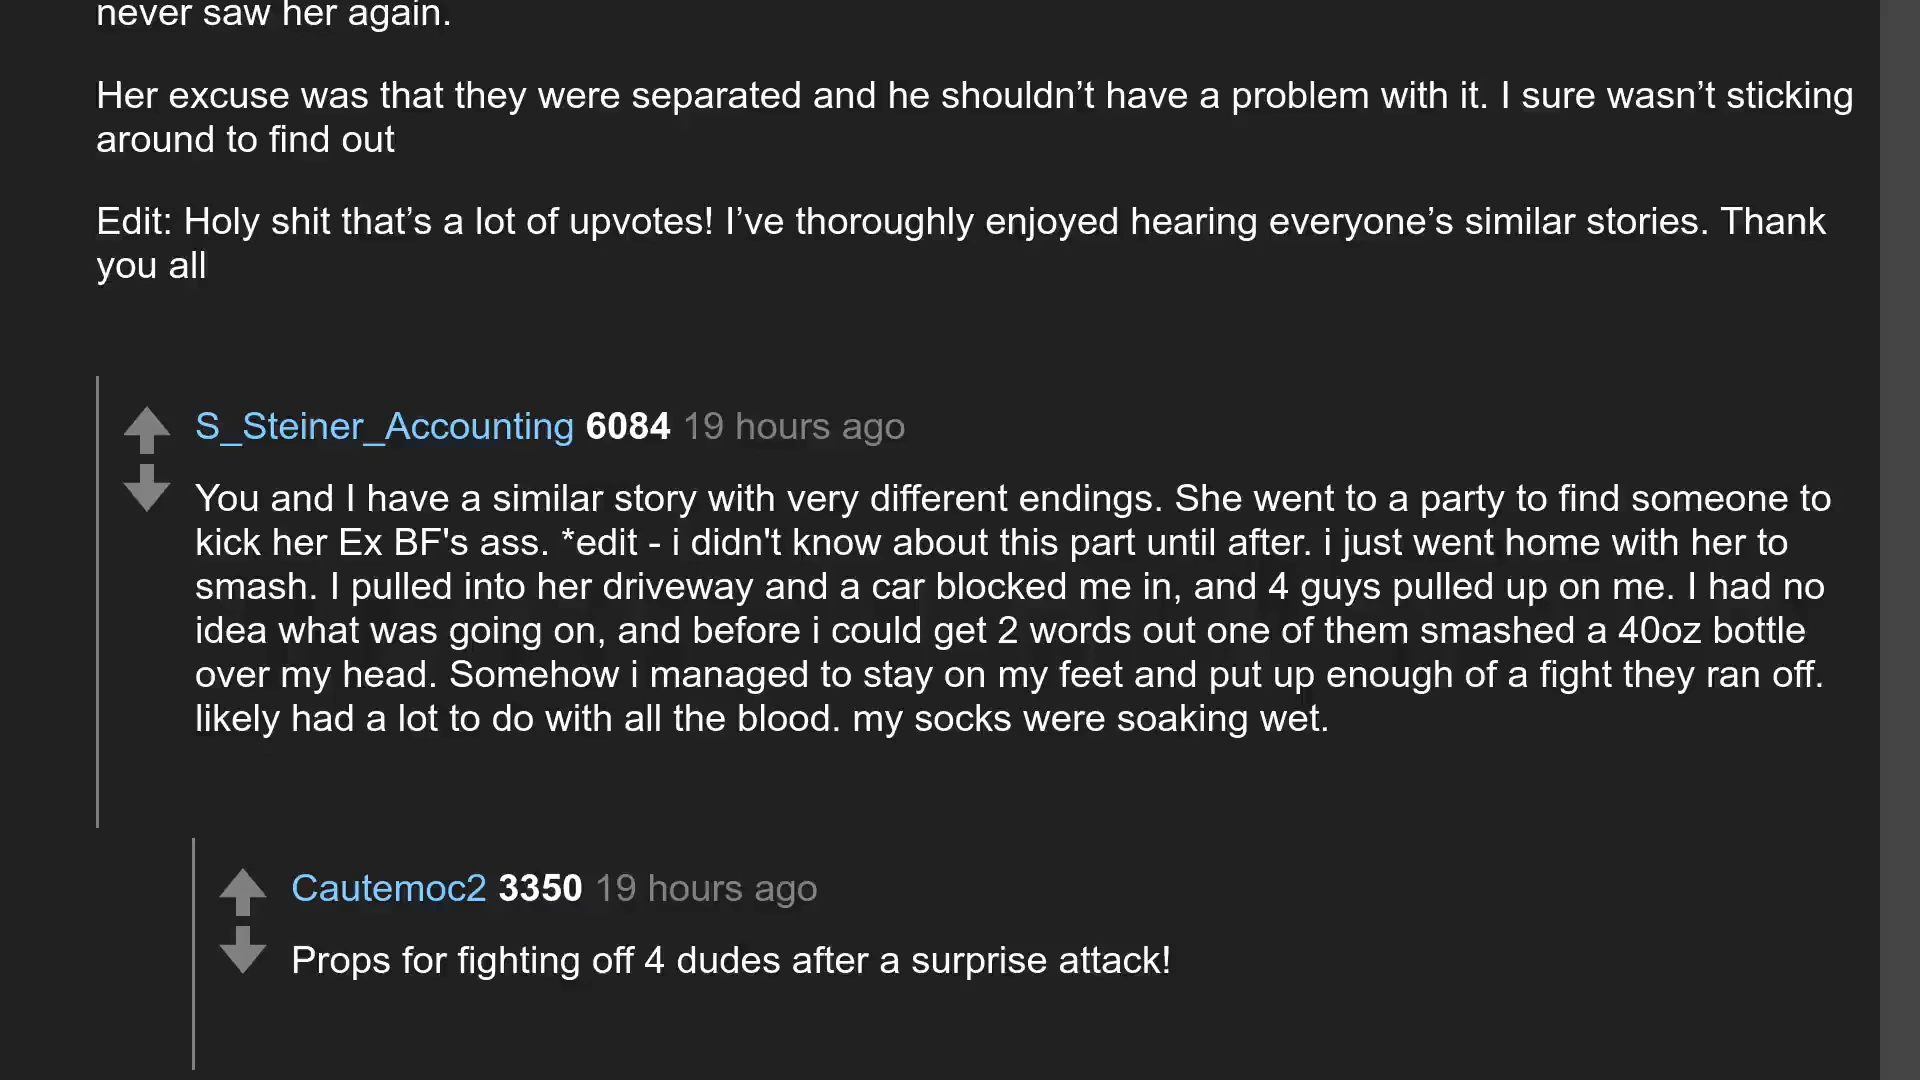 never saw her again.
Her excuse was that they were separated and he shouldn’t have a problem with it. I sure wasn’t sticking
around to find out
Edit: Holy shit that’s a lot of upvotes! I’ve thoroughly enjoyed hearing everyone’s similar stories. Thank
you all
S_Steiner_Accounting 6084 19 hours ago
You and I have a similar story with very different endings. She went to a party to find someone to
kick her Ex BF's ass. *edit - i didn't know about this part until after. i just went home with her to
smash. I pulled into her driveway and a car blocked me in, and 4 guys pulled up on me. I had no
idea what was going on, and before i could get 2 words out one of them smashed a 40oz bottle
over my head. Somehow i managed to stay on my feet and put up enough of a fight they ran off.
likely had a lot to do with all the blood. my socks were soaking wet.
Cautemoc2 3350 19 hours ago
Props for fighting off 4 dudes after a surprise attack!